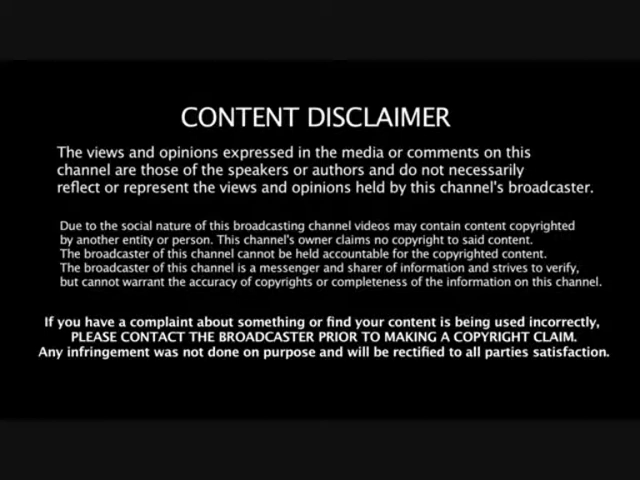 CONTENT DISCLAIMER
The views and opinions expressed in the media or comments on this
channel are those of the speakers or authors and do not necessarily
reflect or represent the views and opinions held by this channel's broadcaster.
Due to the social nature of this broadcasting channel videos may contain content copyrighted
by another entity or person. This channel's owner claims no copyright to said content.
The broadcaster of this channel cannot be held accountable for the copyrighted content.
The broadcaster of this channel is a messenger and sharer of information and strives to verify,
but cannot warrant the accuracy of copyrights or completeness of the information on this channel.
If you have a complaint about something or find your content is being used incorrectly,
PLEASE CONTACT THE BROADCASTER PRIOR TO MAKING A COPYRIGHT CLAIM.
Any infringement was not done on purpose and will be rectified to all parties satisfaction.